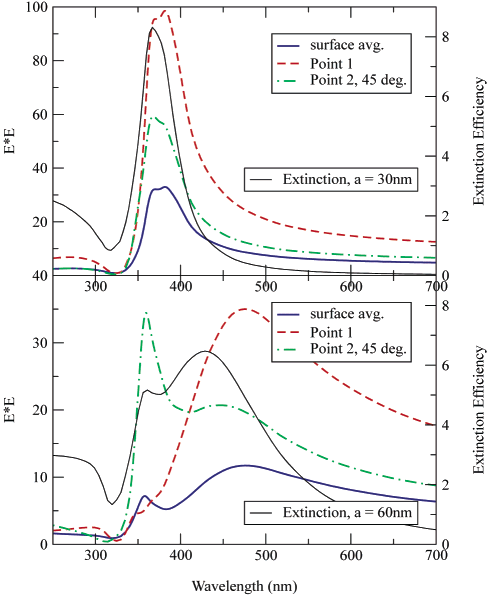 100
80
60
40
20
40
E*E
8
6
4
2
0
Extinction Efficiency
surface avg.
Point 1
Point 2, 45 deg.
Extinction, a = 30nm
300 400 500 600 700
30
20
10
0
E*E
8
6
4
2
0
Extinction Efficiency
surface avg.
Point 1
Point 2, 45 deg.
Extinction, a = 60nm
300 400 500 600 700
Wavelength (nm)